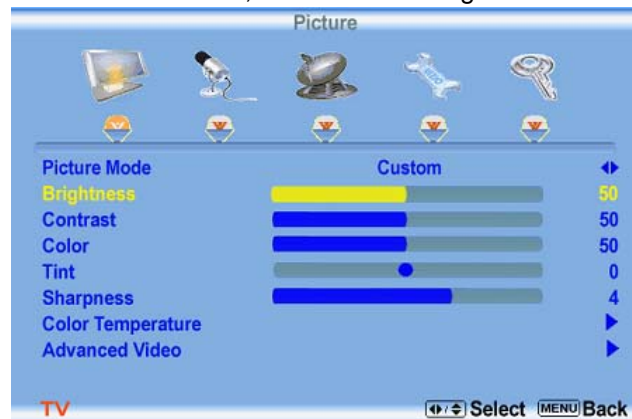 Picture
Picture Mode Custom
Brightness 50
Contrast 50
Color 50
Tint 0
Sharpness 4
Color Temperature
Advanced Video
TV Select MENU Back